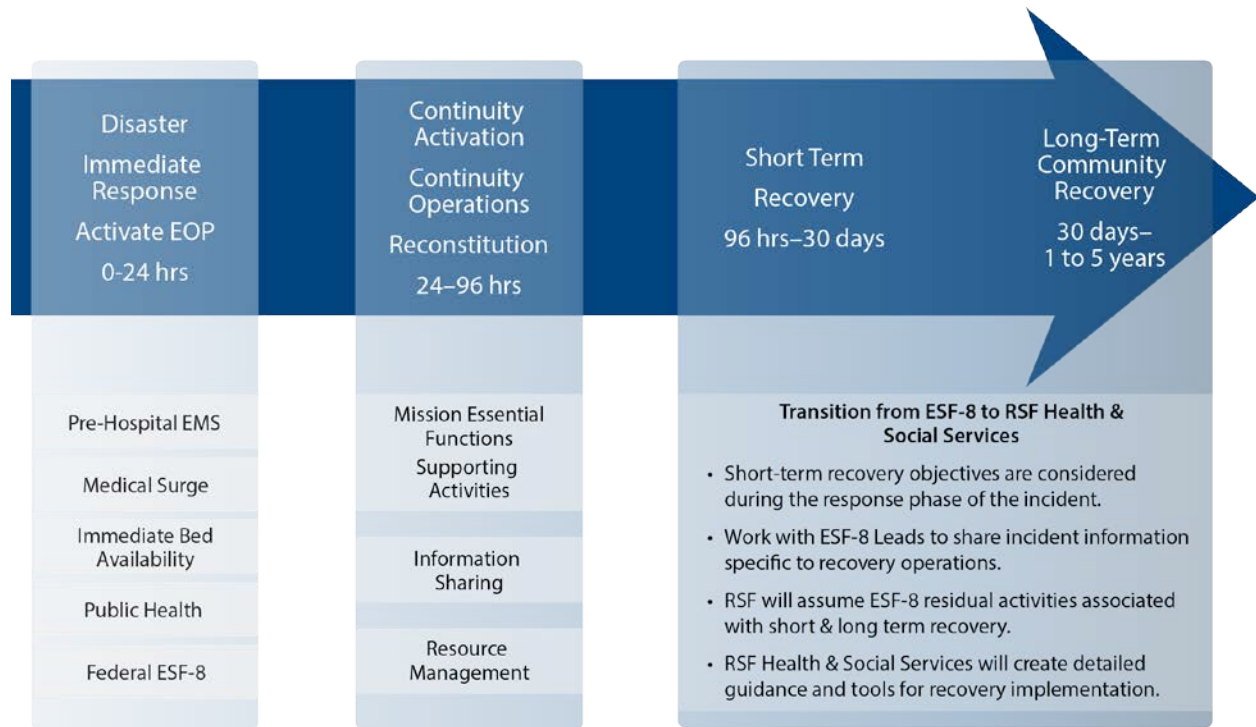 Disaster
Immediate
Response
Activate EOP
0-24 hrs
Continuity
Activation
Continuity
Operations
Reconstitution
24–96 hrs
Short Term
Recovery
96 hrs–30 days
Long-Term
Community
Recovery
30 days–
1 to 5 years
Pre-Hospital EMS
Medical Surge
Immediate Bed
Availability
Public Health
Federal ESF-8
Mission Essential
Functions
Supporting
Activities
Information
Sharing
Resource
Management
Transition from ESF-8 to RSF Health &
Social Services
• Short-term recovery objectives are considered
during the response phase of the incident.
• Work with ESF-8 Leads to share incident information
specific to recovery operations.
• RSF will assume ESF-8 residual activities associated
with short & long term recovery.
• RSF Health & Social Services will create detailed
guidance and tools for recovery implementation.